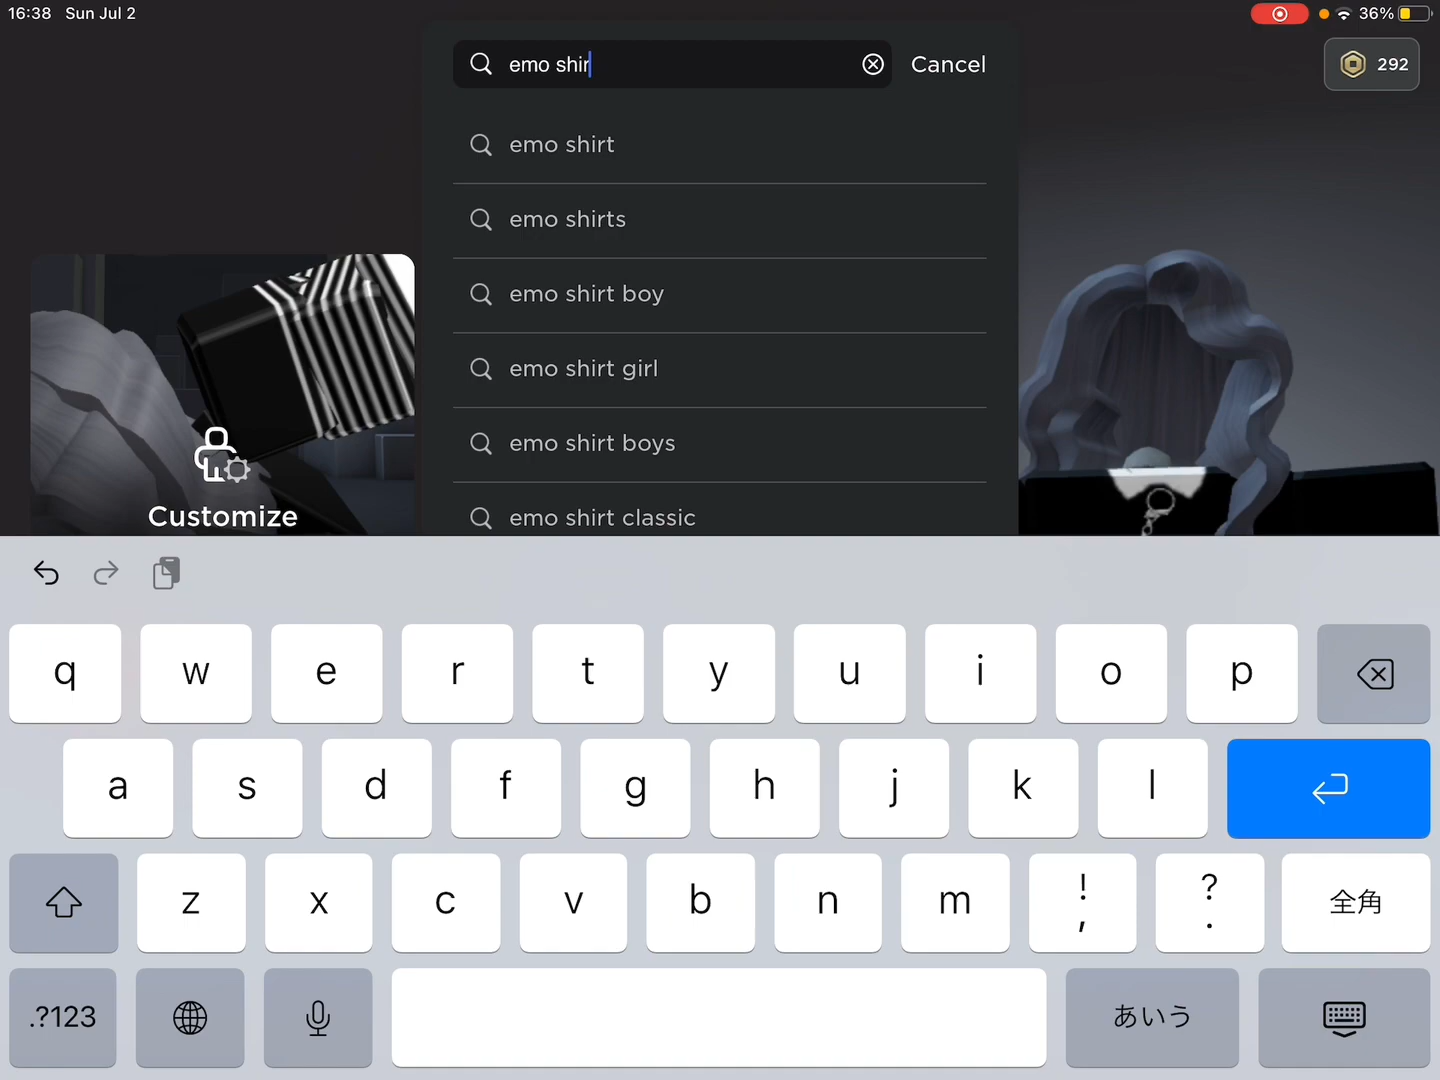 16:38 Sun Jul 2
36%
emo shir
Cancel
292
emo shirt
emo shirts
emo shirt boy
emo shirt girl
emo shirt boys
emo shirt classic
Customize
q w e r t y u i o p
a s d f g h j k l
z x c v b n m ! , ? . 全角
.?123 あいう